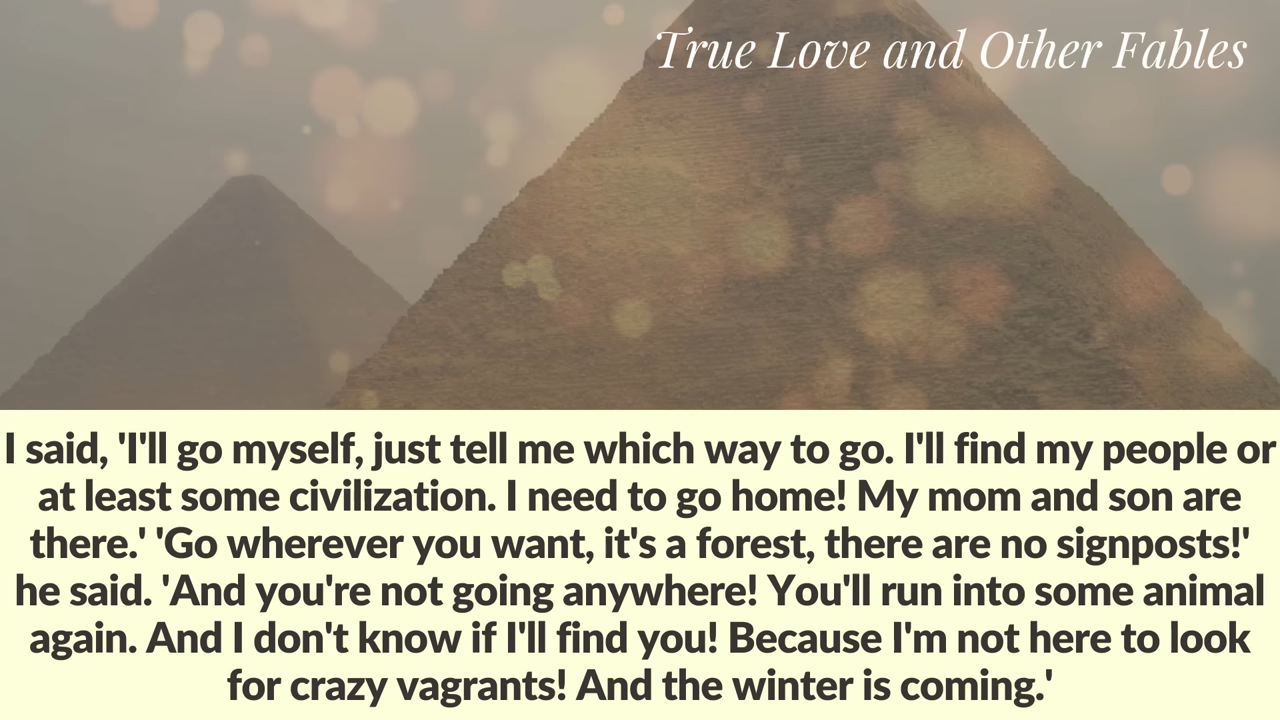 True Love and Other Fables
I said, 'I'll go myself, just tell me which way to go. I'll find my people or
at least some civilization. I need to go home! My mom and son are
there.' 'Go wherever you want, it's a forest, there are no signposts!'
he said. 'And you're not going anywhere! You'll run into some animal
again. And I don't know if I'll find you! Because I'm not here to look
for crazy vagrants! And the winter is coming.'